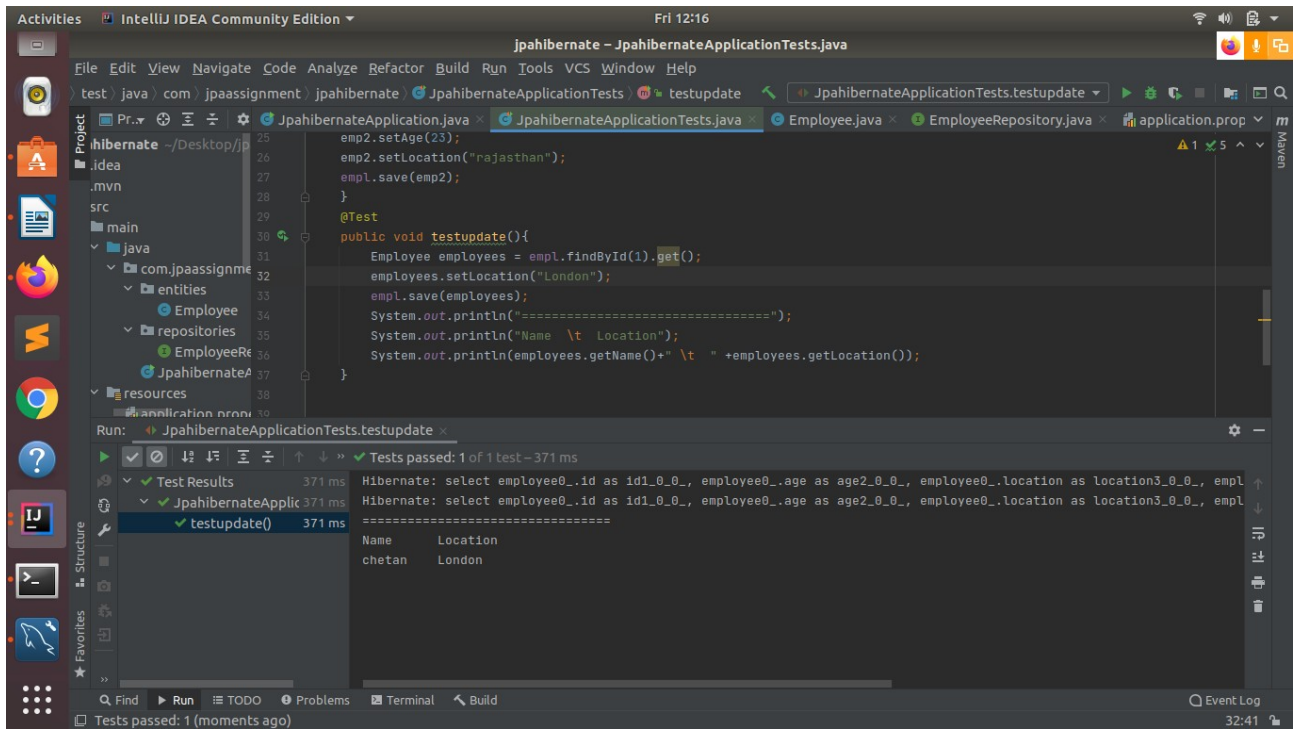 Activities IntelliJ IDEA Community Edition Fri 12:16
jpahibernate – JpahibernateApplicationTests.java
File Edit View Navigate Code Analyze Refactor Build Run Tools VCS Window Help
test java com jpaassignment jpahibernate JpahibernateApplicationTests testupdate JpahibernateApplicationTests.testupdate
Project
Pr... JpahibernateApplication.java JpahibernateApplicationTests.java Employee.java EmployeeRepository.java application.prop m
Maven
1 5
hibernate ~/Desktop/jp
.idea
.mvn
src
main
java
com.jpaassignme
entities
Employee
repositories
EmployeeRe
JpahibernateA
resources
application.prope
25 emp2.setAge(23);
26 emp2.setLocation("rajasthan");
27 empl.save(emp2);
28 }
29 @Test
30 public void testupdate(){
31 Employee employees = empl.findById(1).get();
32 employees.setLocation("London");
33 empl.save(employees);
34 System.out.println("=================================");
35 System.out.println("Name \t Location");
36 System.out.println(employees.getName()+" \t " +employees.getLocation());
37 }
38
39
Run: JpahibernateApplicationTests.testupdate
Tests passed: 1 of 1 test – 371 ms
Test Results 371 ms
JpahibernateApplic 371 ms
testupdate() 371 ms
Hibernate: select employee0_.id as id1_0_0_, employee0_.age as age2_0_0_, employee0_.location as location3_0_0_, empl
Hibernate: select employee0_.id as id1_0_0_, employee0_.age as age2_0_0_, employee0_.location as location3_0_0_, empl
=================================
Name Location
chetan London
Structure
Favorites
Find Run TODO Problems Terminal Build Event Log
Tests passed: 1 (moments ago) 32:41